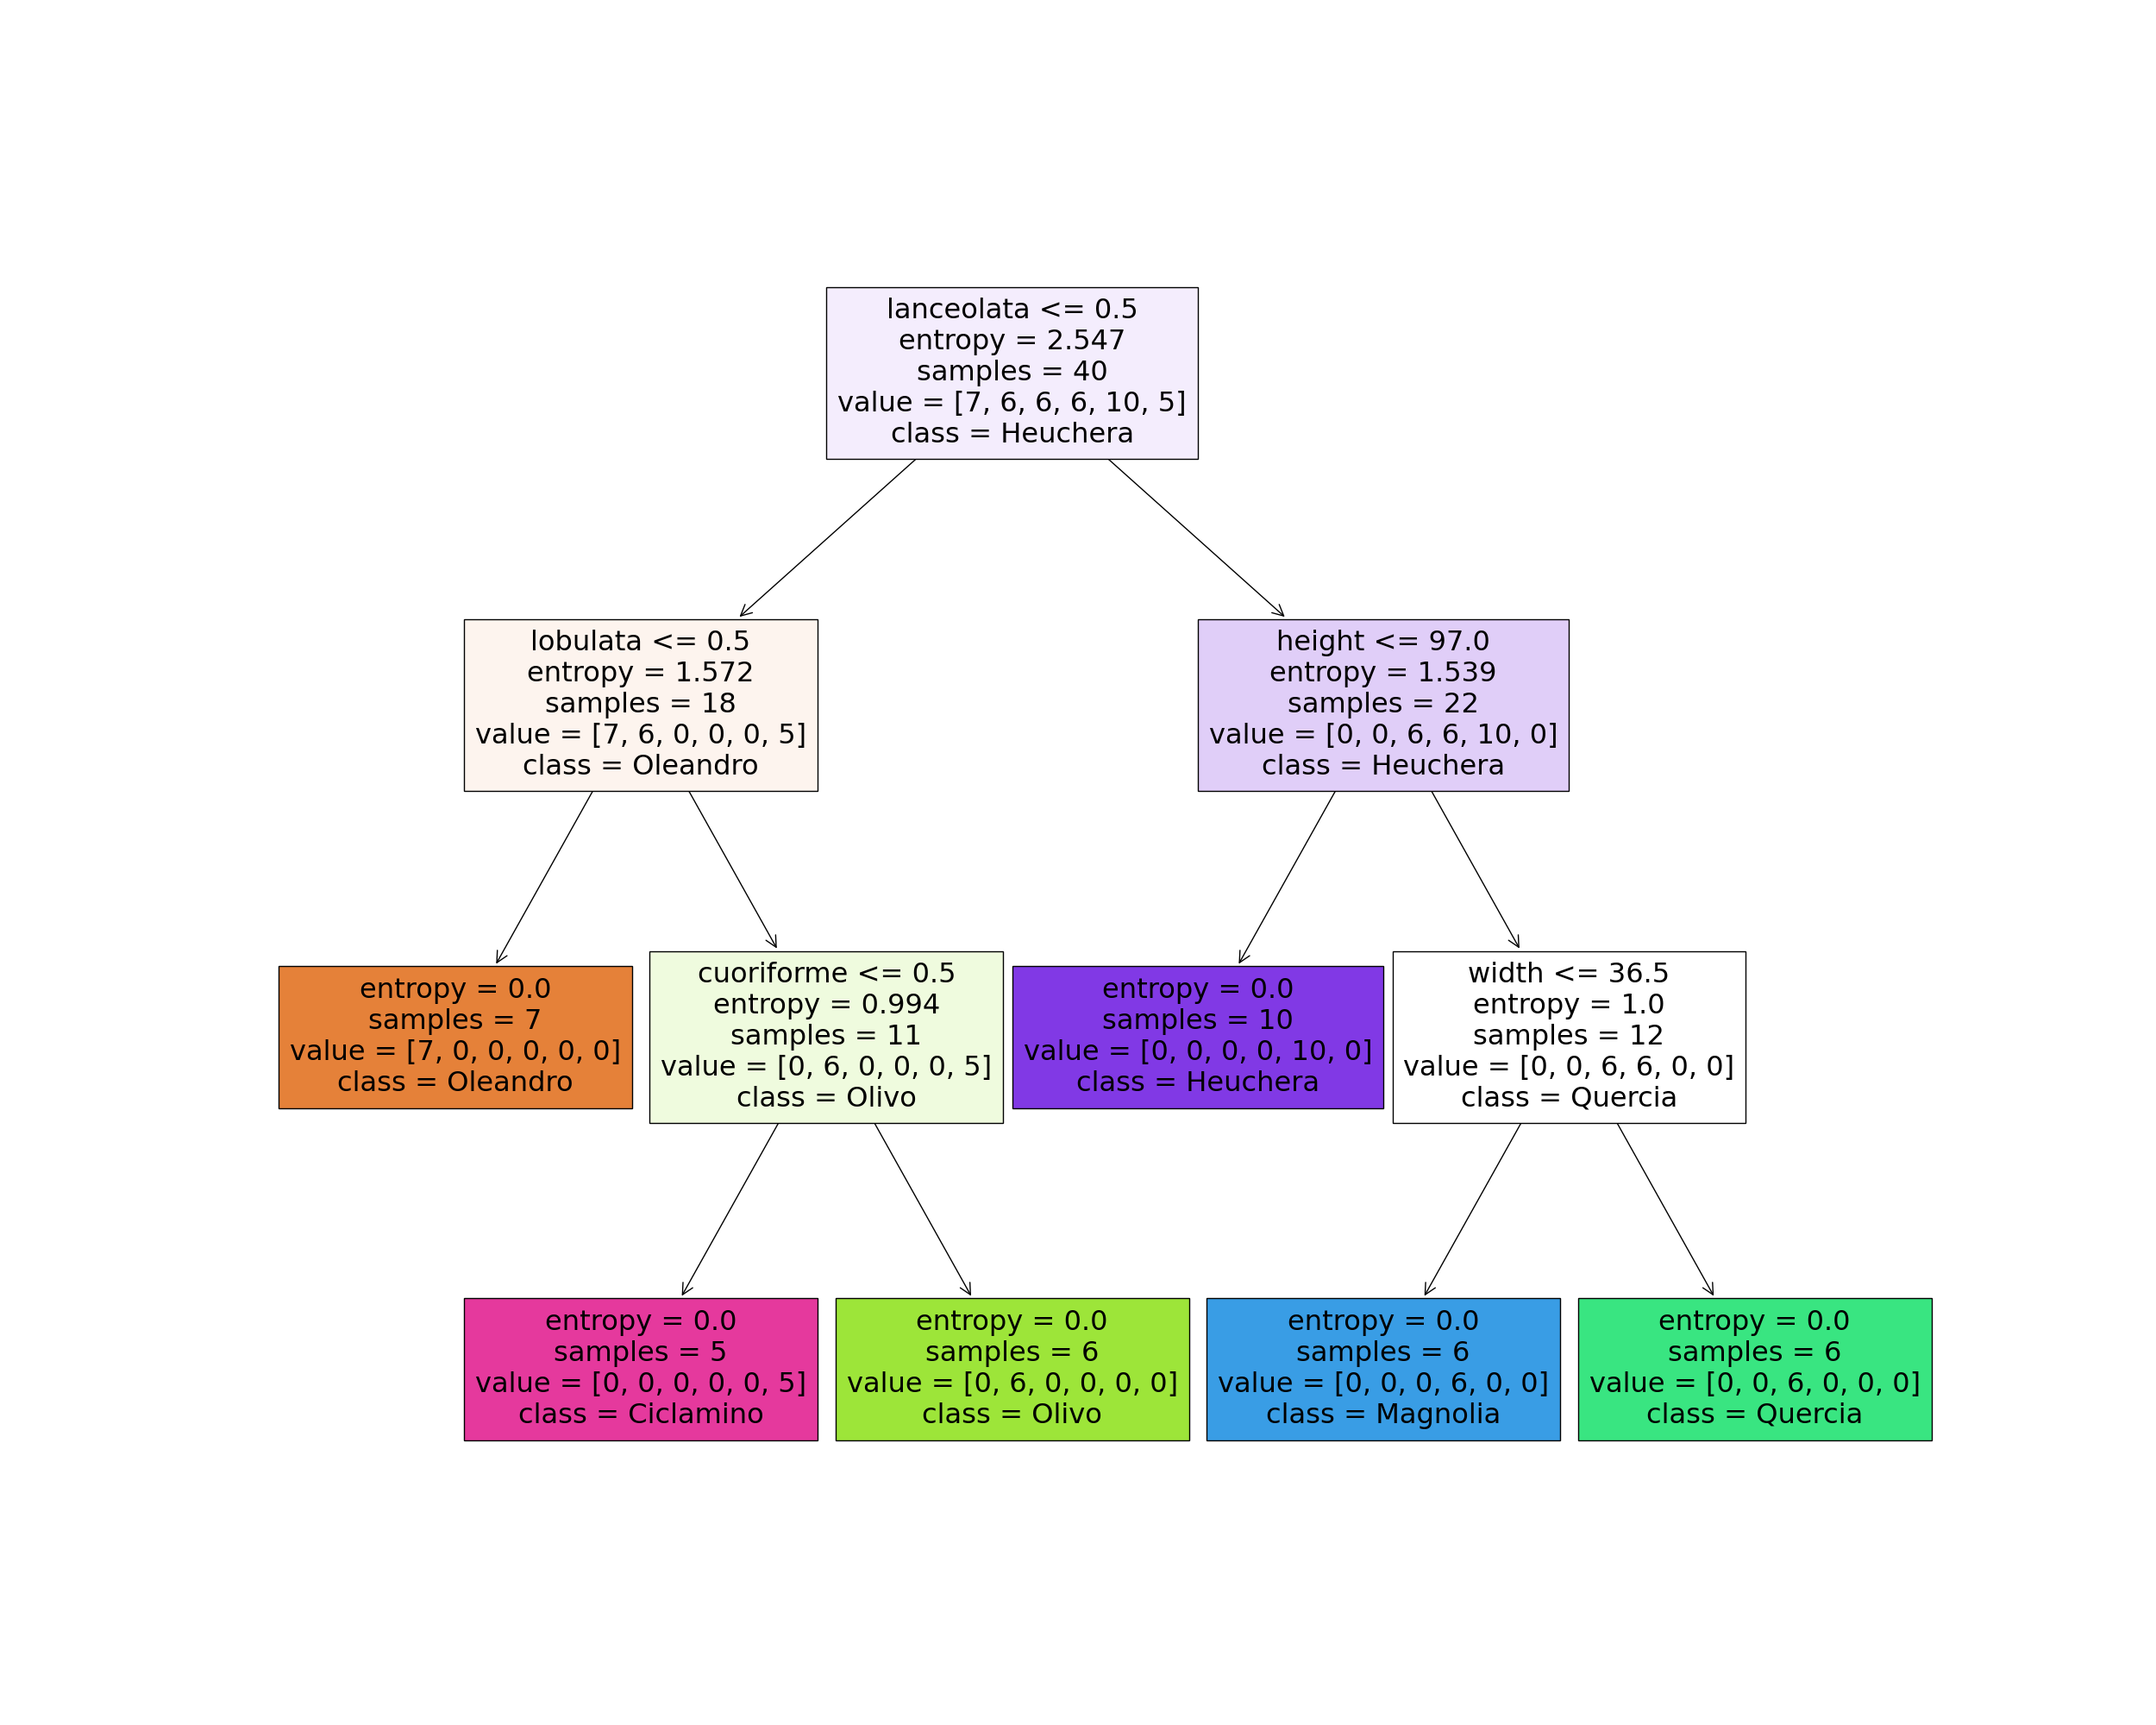 lanceolata <= 0.5
entropy = 2.547
samples = 40
value = [7, 6, 6, 6, 10, 5]
class = Heuchera
lobulata <= 0.5
entropy = 1.572
samples = 18
value = [7, 6, 0, 0, 0, 5]
class = Oleandro
height <= 97.0
entropy = 1.539
samples = 22
value = [0, 0, 6, 6, 10, 0]
class = Heuchera
entropy = 0.0
samples = 7
value = [7, 0, 0, 0, 0, 0]
class = Oleandro
cuoriforme <= 0.5
entropy = 0.994
samples = 11
value = [0, 6, 0, 0, 0, 5]
class = Olivo
entropy = 0.0
samples = 10
value = [0, 0, 0, 0, 10, 0]
class = Heuchera
width <= 36.5
entropy = 1.0
samples = 12
value = [0, 0, 6, 6, 0, 0]
class = Quercia
entropy = 0.0
samples = 5
value = [0, 0, 0, 0, 0, 5]
class = Ciclamino
entropy = 0.0
samples = 6
value = [0, 6, 0, 0, 0, 0]
class = Olivo
entropy = 0.0
samples = 6
value = [0, 0, 0, 6, 0, 0]
class = Magnolia
entropy = 0.0
samples = 6
value = [0, 0, 6, 0, 0, 0]
class = Quercia